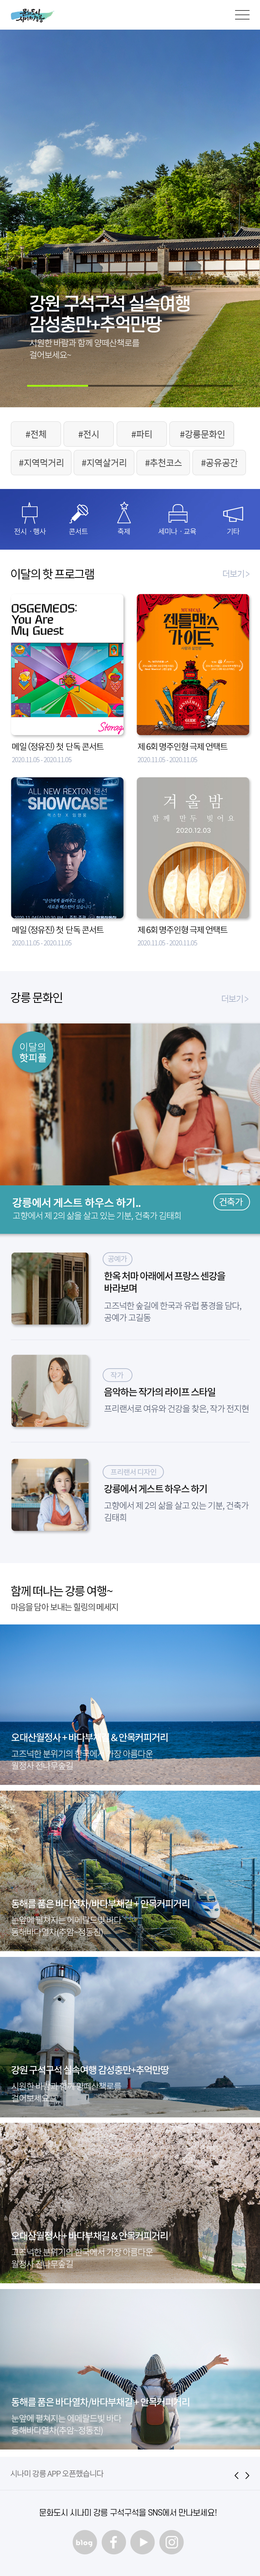 문화도시
시나미강릉
강원 구석구석 실속여행
감성충만+추억만땅
시원한 바람과 함께 양떼산책로를
걸어보세요~
#전체
#전시
#파티
#강릉문화인
#지역먹거리
#지역살거리
#추천코스
#공유공간
전시 · 행사
콘서트
축제
세미나 · 교육
기타
이달의 핫 프로그램
더보기 >
OSGEMEOS:
You Are
My Guest
Storage
HUMEXQ.
젠틀맨스
가이드
메일 (정유진) 첫 단독 콘서트
2020.11.05 - 2020.11.05
제 6회 명주인형 극제 언택트
2020.11.05 - 2020.11.05
ALL NEW REXTON 랜선
SHOWCASE
겨울밤
함께 만두 빚어요
2020.12.03
메일 (정유진) 첫 단독 콘서트
2020.11.05 - 2020.11.05
제 6회 명주인형 극제 언택트
2020.11.05 - 2020.11.05
강릉 문화인
더보기 >
이달의
핫피플
강릉에서 게스트 하우스 하기..
건축가
고향에서 제 2의 삶을 살고 있는 기분, 건축가 김태희
공예가
한옥 처마 아래에서 프랑스 센강을
바라보며
고즈넉한 숲길에 한국과 유럽 풍경을 담다,
공예가 고길동
작가
음악하는 작가의 라이프 스타일
프리랜서로 여유와 건강을 찾은, 작가 전지현
프리랜서 디자인
강릉에서 게스트 하우스 하기
고향에서 제 2의 삶을 살고 있는 기분, 건축가
김태희
함께 떠나는 강릉 여행~
마음을 담아 보내는 힐링의 메세지
오대산월정사 + 바다부채길 & 안목커피거리
고즈넉한 분위기의 한국에서 가장 아름다운
월정사 전나무숲길
동해를 품은 바다열차/바다부채길 + 안목커피거리
눈앞에 펼쳐지는 에메랄드빛 바다
동해바다열차(추암~정동진)
강원 구석구석 실속여행 감성충만+추억만땅
시원한 바람과 함께 양떼산책로를
걸어보세요~
오대산월정사 + 바다부채길 & 안목커피거리
고즈넉한 분위기의 한국에서 가장 아름다운
월정사 전나무숲길
동해를 품은 바다열차/바다부채길 + 안목커피거리
눈앞에 펼쳐지는 에메랄드빛 바다
동해바다열차(추암~정동진)
시나미 강릉 APP 오픈했습니다
문화도시 시나미 강릉 구석구석을 SNS에서 만나보세요!
blog